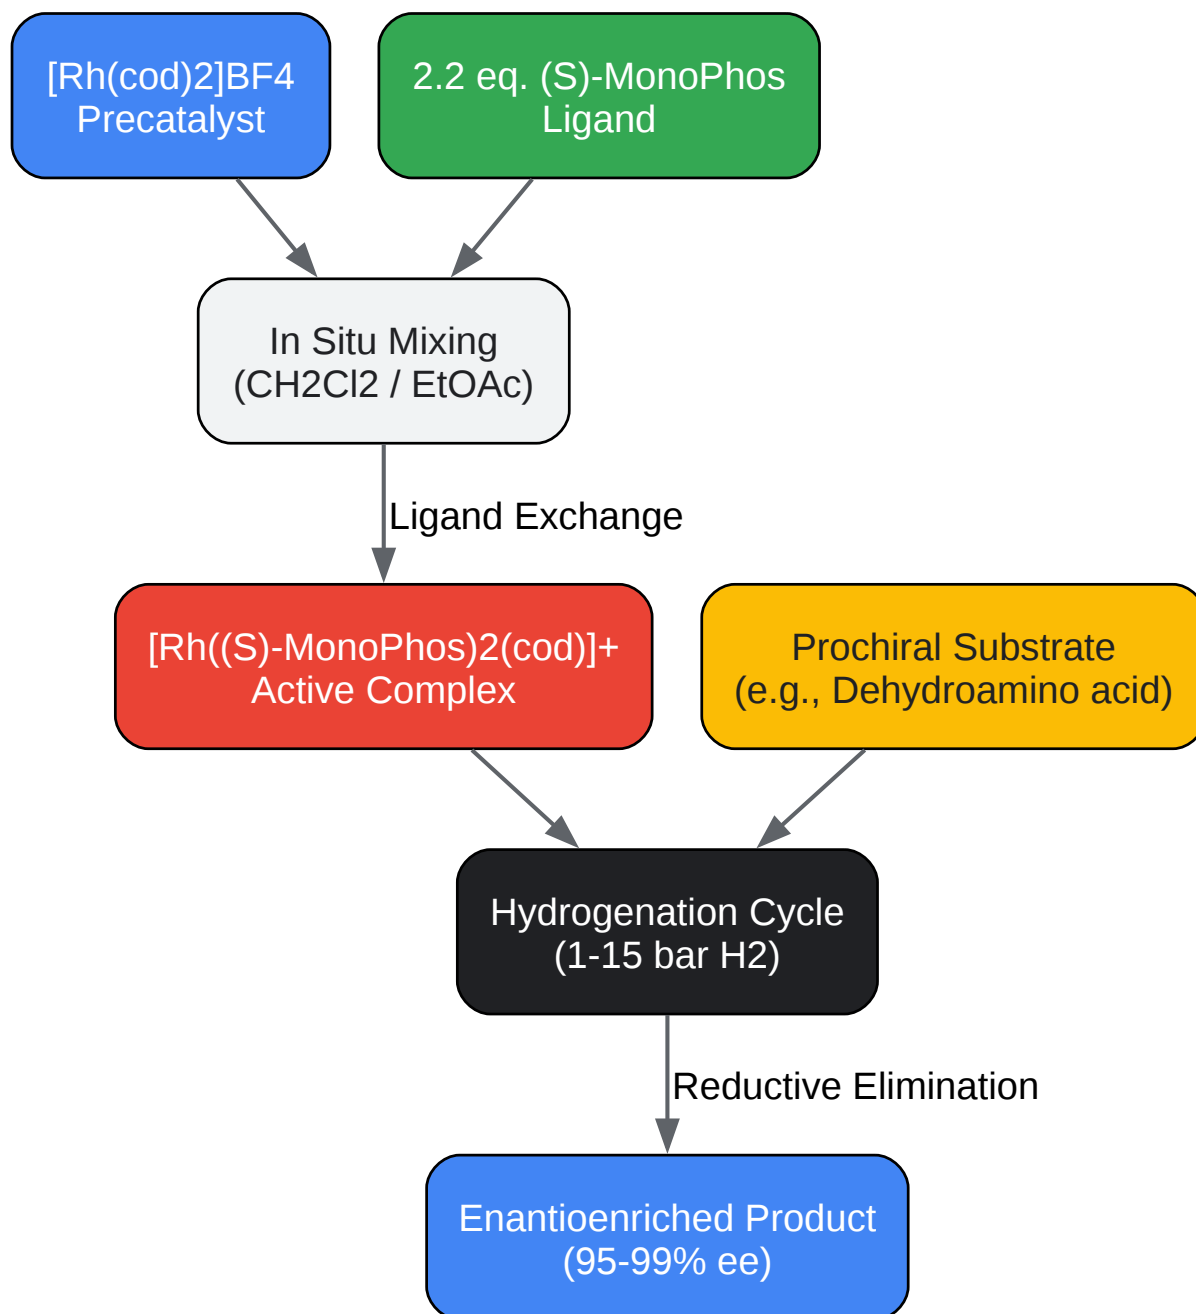 [Rh(cod)2]BF4
Precatalyst
2.2 eq. (S)-MonoPhos
Ligand
In Situ Mixing
(CH2Cl2 / EtOAc)
Ligand Exchange
[Rh((S)-MonoPhos)2(cod)]+
Active Complex
Prochiral Substrate
(e.g., Dehydroamino acid)
Hydrogenation Cycle
(1-15 bar H2)
Reductive Elimination
Enantioenriched Product
(95-99% ee)